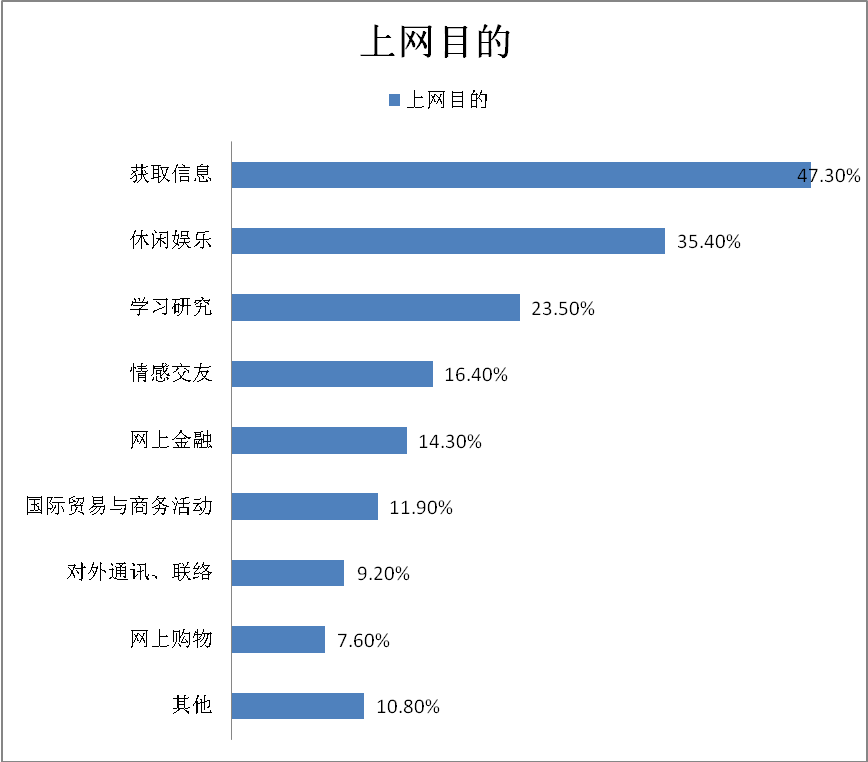 上网目的
上网目的
获取信息 47.30%
休闲娱乐 35.40%
学习研究 23.50%
情感交友 16.40%
网上金融 14.30%
国际贸易与商务活动 11.90%
对外通讯、联络 9.20%
网上购物 7.60%
其他 10.80%